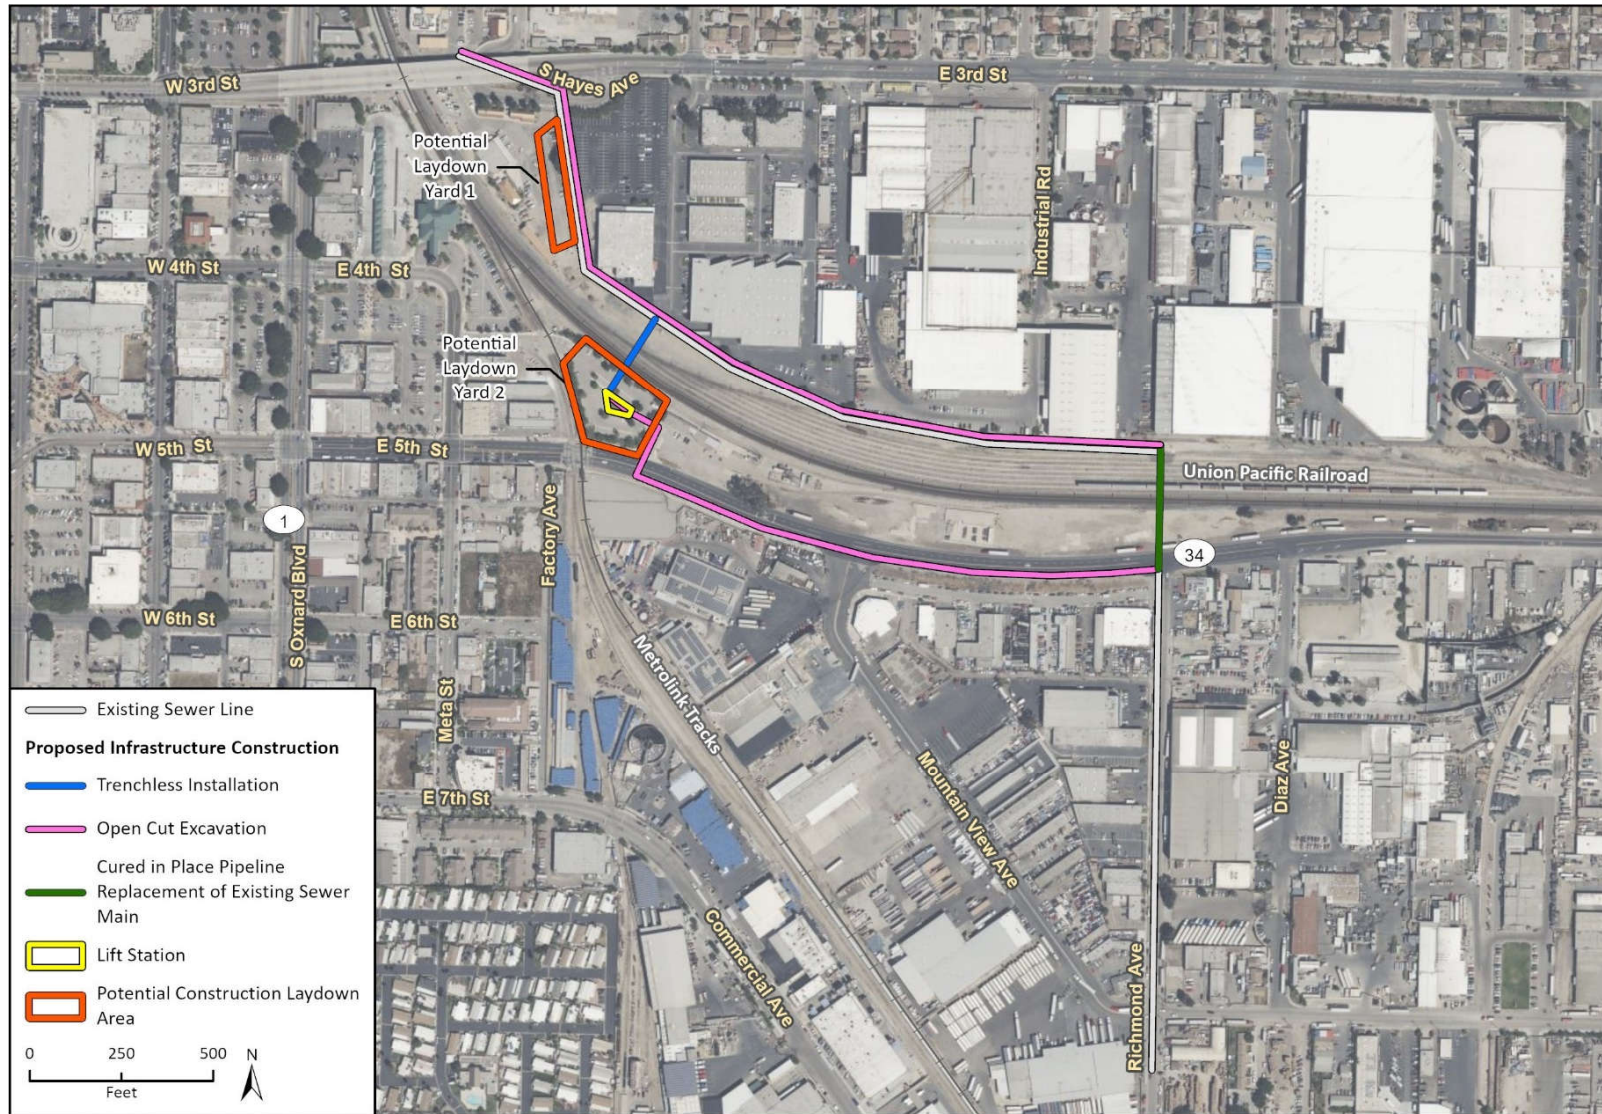 W 3rd St
S Hayes Ave
E 3rd St
Potential
Laydown
Yard 1
Industrial Rd
W 4th St
E 4th St
Potential
Laydown
Yard 2
W 5th St
E 5th St
Union Pacific Railroad
1
34
Factory Ave
S Oxnard Blvd
W 6th St
E 6th St
Metrolink Tracks
Meta St
Mountain View Ave
Diaz Ave
E 7th St
Commercial Ave
Richmond Ave
Existing Sewer Line
Proposed Infrastructure Construction
Trenchless Installation
Open Cut Excavation
Cured in Place Pipeline
Replacement of Existing Sewer
Main
Lift Station
Potential Construction Laydown
Area
0 250 500 N
Feet